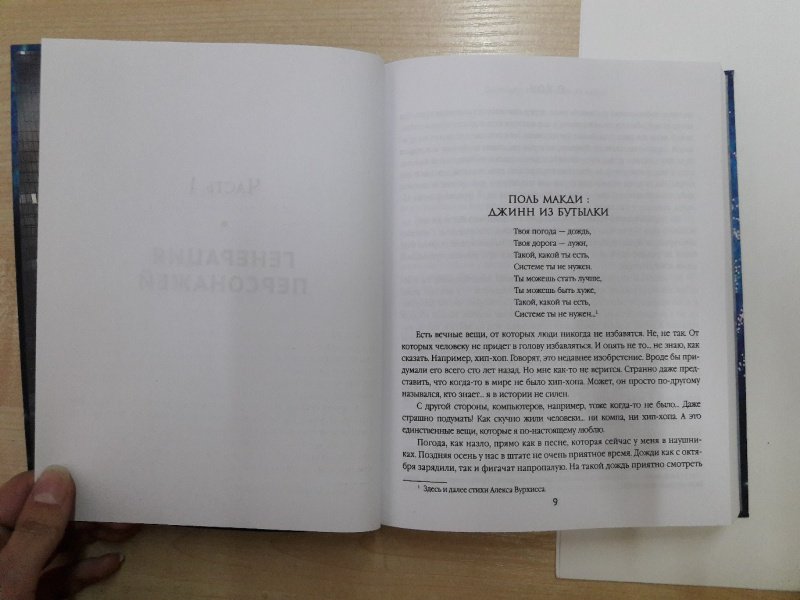 Часть 1
ГЕНЕРАЦИЯ
ПЕРСОНАЖЕЙ
ПОЛЬ МАКДИ :
ДЖИНН ИЗ БУТЫЛКИ
Твоя погода — дождь,
Твоя дорога — лужи,
Такой, какой ты есть,
Системе ты не нужен.
Ты можешь стать лучше,
Ты можешь быть хуже,
Такой, какой ты есть,
Системе ты не нужен...¹
Есть вечные вещи, от которых люди никогда не избавятся. Не, не так. От
которых человеку не придет в голову избавляться. И опять не то... не знаю, как
сказать. Например, хип-хоп. Говорят, это недавнее изобретение. Вроде бы при-
думали его всего сто лет назад. Но мне как-то не верится. Странно даже пред-
ставить, что когда-то в мире не было хип-хопа. Может, он просто по-другому
назывался, кто знает... я в истории не силен.
С другой стороны, компьютеров, например, тоже когда-то не было... Даже
страшно подумать! Как скучно жили человеки... ни компа, ни хип-хопа. А это
единственные вещи, которые я по-настоящему люблю.
Погода, как назло, прямо как в песне, которая сейчас у меня в наушни-
ках. Поздняя осень у нас в штате не очень приятное время. Дожди как с октя-
бря зарядили, так и фигачат напропалую. На такой дождь приятно смотреть
¹ Здесь и далее стихи Алекса Вурхисса
9